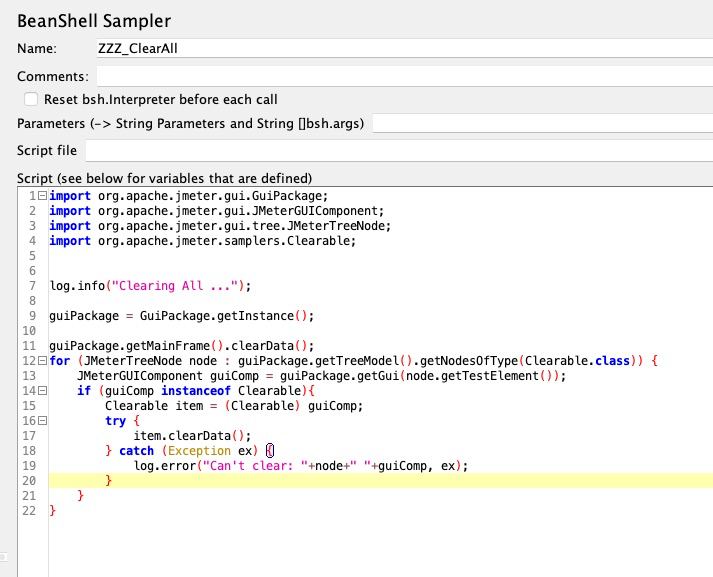 BeanShell Sampler
Name: ZZZ_ClearAll
Comments:
Reset bsh.Interpreter before each call
Parameters (-> String Parameters and String []bsh.args)
Script file
Script (see below for variables that are defined)
1 import org.apache.jmeter.gui.GuiPackage;
2 import org.apache.jmeter.gui.JMeterGUIComponent;
3 import org.apache.jmeter.gui.tree.JMeterTreeNode;
4 import org.apache.jmeter.samplers.Clearable;
5
6
7 log.info("Clearing All ...");
8
9 guiPackage = GuiPackage.getInstance();
10
11 guiPackage.getMainFrame().clearData();
12 for (JMeterTreeNode node : guiPackage.getTreeModel().getNodesOfType(Clearable.class)) {
13     JMeterGUIComponent guiComp = guiPackage.getGui(node.getTestElement());
14     if (guiComp instanceof Clearable){
15         Clearable item = (Clearable) guiComp;
16         try {
17             item.clearData();
18         } catch (Exception ex) {
19             log.error("Can't clear: "+node+" "+guiComp, ex);
20         }
21     }
22 }